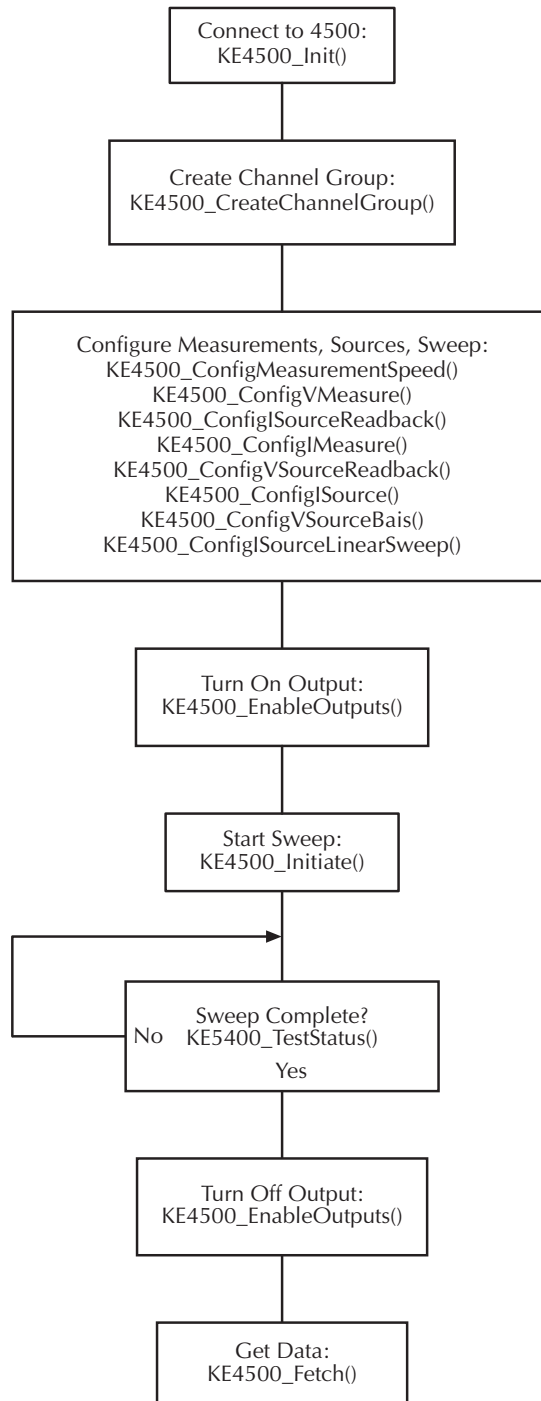 Connect to 4500:
KE4500_Init()
Create Channel Group:
KE4500_CreateChannelGroup()
Configure Measurements, Sources, Sweep:
KE4500_ConfigMeasurementSpeed()
KE4500_ConfigVMeasure()
KE4500_ConfigISourceReadback()
KE4500_ConfigIMeasure()
KE4500_ConfigVSourceReadback()
KE4500_ConfigISource()
KE4500_ConfigVSourceBais()
KE4500_ConfigISourceLinearSweep()
Turn On Output:
KE4500_EnableOutputs()
Start Sweep:
KE4500_Initiate()
Sweep Complete?
No KE5400_TestStatus()
Yes
Turn Off Output:
KE4500_EnableOutputs()
Get Data:
KE4500_Fetch()